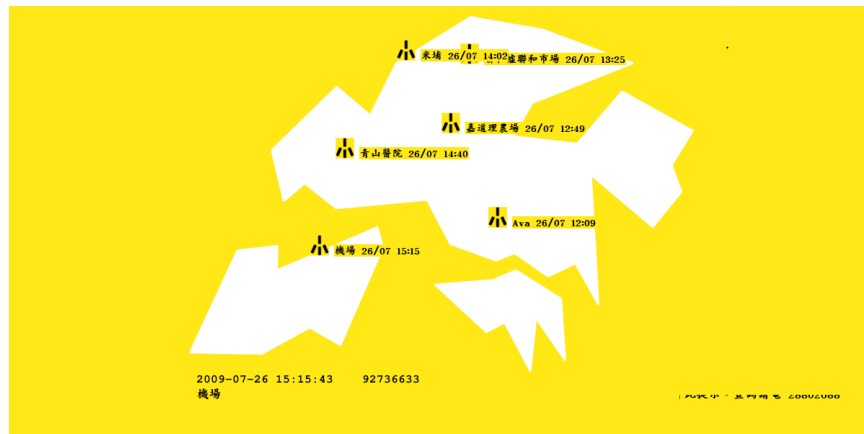 米埔 26/07 14:02
墟聯和市場 26/07 13:25
嘉道理農場 26/07 12:49
青山醫院 26/07 14:40
Ava 26/07 12:09
機場 26/07 15:15
2009-07-26 15:15:43 92736633
機場
28802688